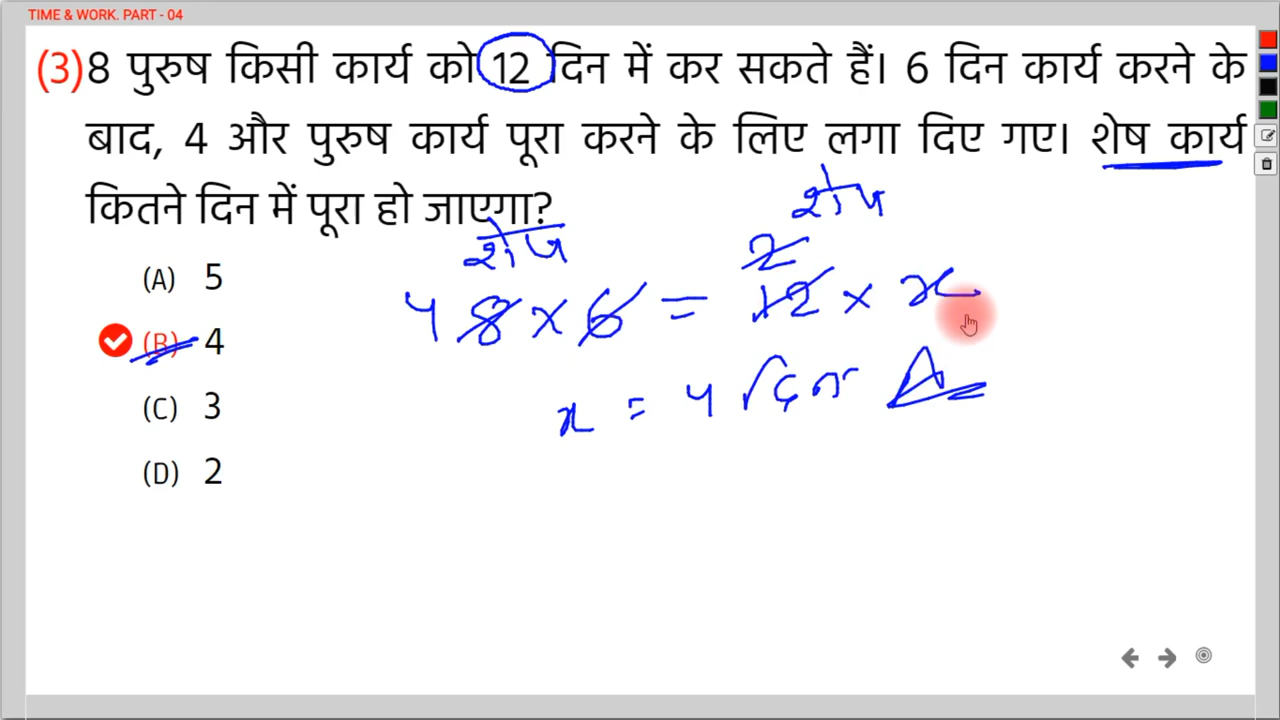 TIME & WORK. PART - 04
(3) 8 पुरुष किसी कार्य को 12 दिन में कर सकते हैं। 6 दिन कार्य करने के
बाद, 4 और पुरुष कार्य पूरा करने के लिए लगा दिए गए। शेष कार्य
कितने दिन में पूरा हो जाएगा?
शेष
शेष
2
4 8 × 6 = 12 × x
x = 4 दिन A
(A) 5
(B) 4
(C) 3
(D) 2